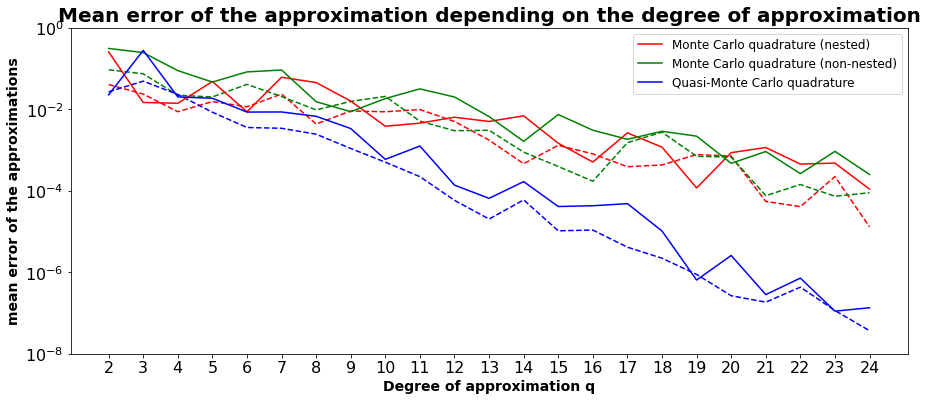 Mean error of the approximation depending on the degree of approximation
mean error of the approximations
10^0
10^−2
10^−4
10^−6
10^−8
Monte Carlo quadrature (nested)
Monte Carlo quadrature (non-nested)
Quasi-Monte Carlo quadrature
2 3 4 5 6 7 8 9 10 11 12 13 14 15 16 17 18 19 20 21 22 23 24
Degree of approximation q